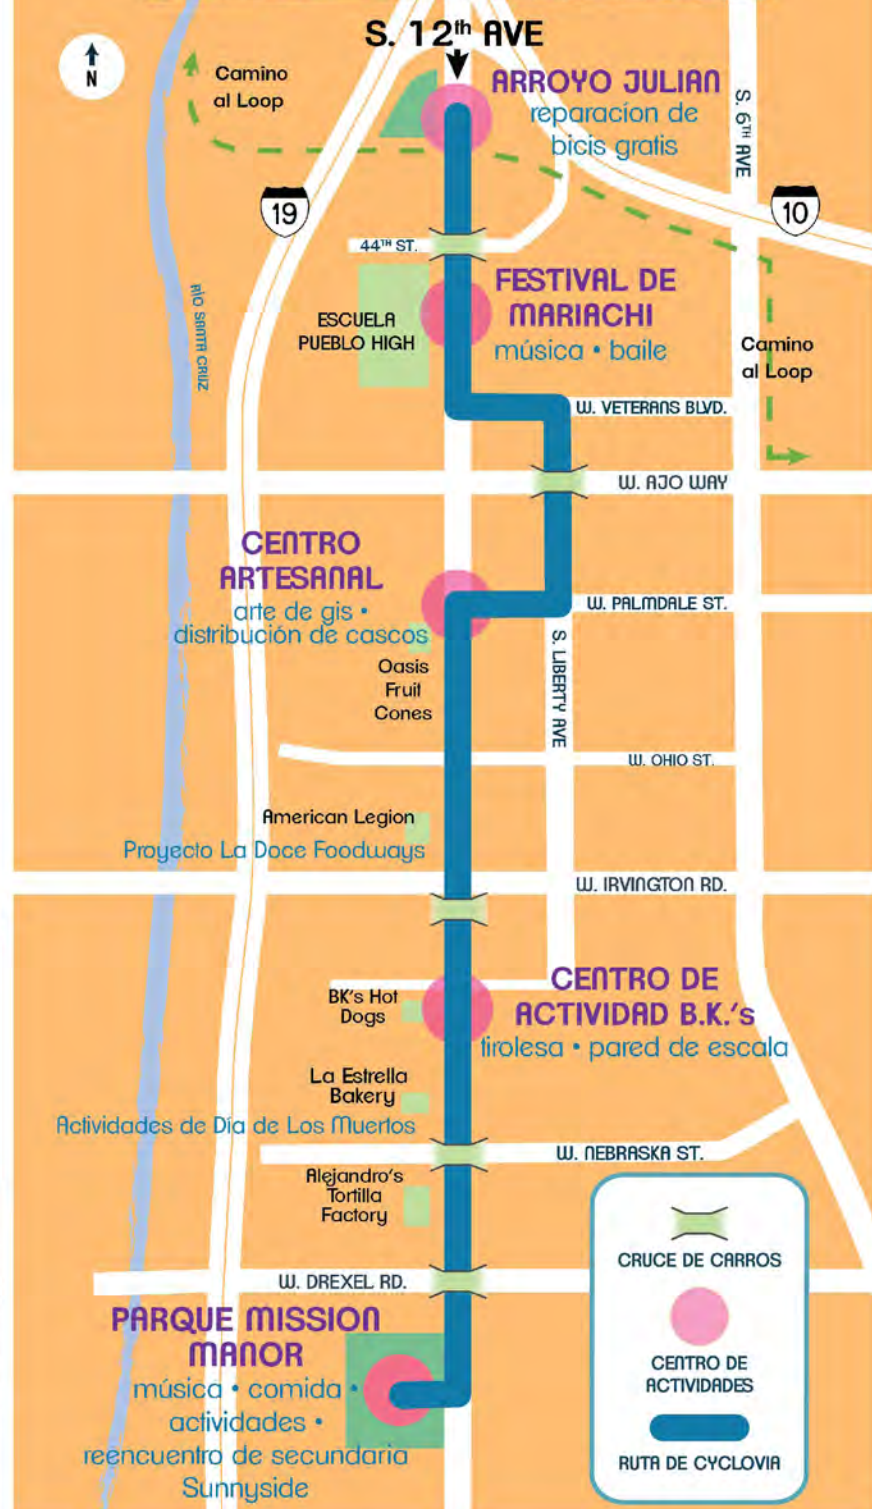 S. 12th AVE
N
Camino
al Loop
ARROYO JULIAN
reparacion de
bicis gratis
S. 6TH AVE
19
10
44TH ST.
RÍO SANTA CRUZ
ESCUELA
PUEBLO HIGH
FESTIVAL DE
MARIACHI
música • baile
Camino
al Loop
W. VETERANS BLVD.
W. AJO WAY
CENTRO
ARTESANAL
arte de gis •
distribución de cascos
W. PALMDALE ST.
Oasis
Fruit
Cones
S. LIBERTY AVE
W. OHIO ST.
American Legion
Proyecto La Doce Foodways
W. IRVINGTON RD.
BK's Hot
Dogs
CENTRO DE
ACTIVIDAD B.K.'s
tirolesa • pared de escala
La Estrella
Bakery
Actividades de Día de Los Muertos
W. NEBRASKA ST.
Alejandro's
Tortilla
Factory
W. DREXEL RD.
PARQUE MISSION
MANOR
música • comida •
actividades •
reencuentro de secundaria
Sunnyside
CRUCE DE CARROS
CENTRO DE
ACTIVIDADES
RUTA DE CYCLOVIA